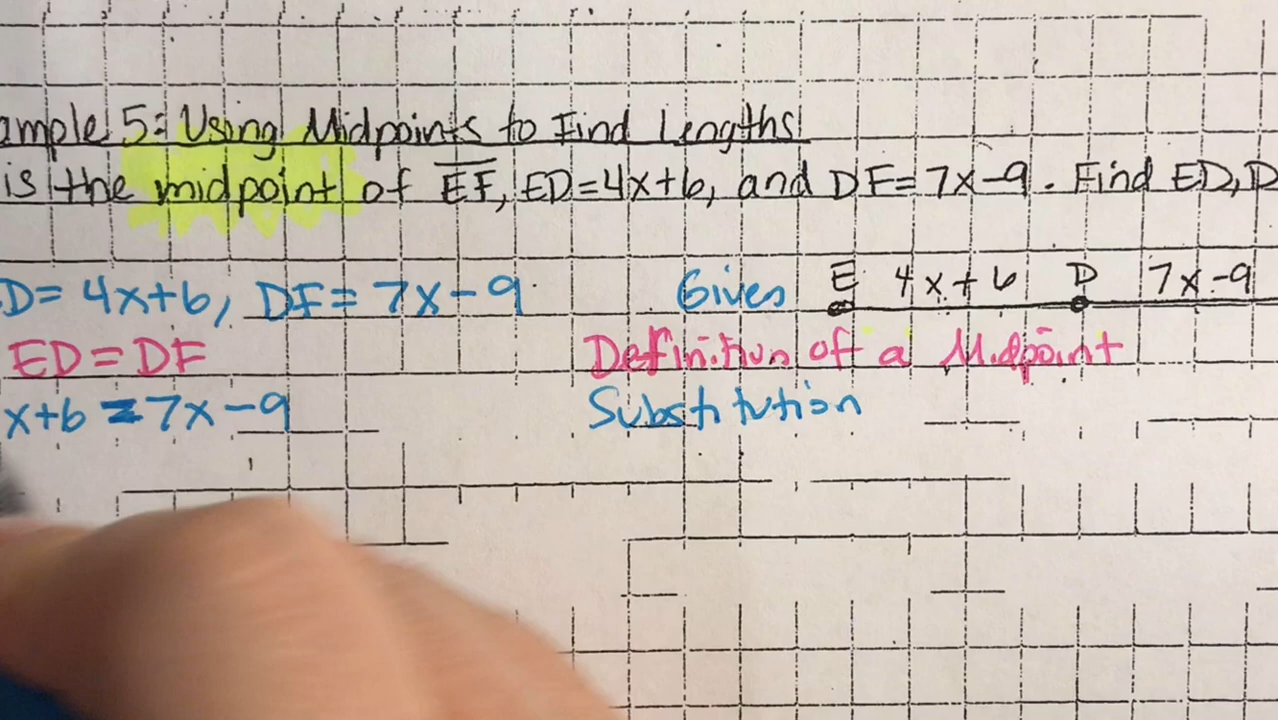 ample 5: Using Midpoints to Find Lengths
is the midpoint of EF, ED=4x+6, and DF=7x-9. Find ED, D
D=4x+6, DF=7x-9 Given E 4x+6 D 7x-9
ED=DF Definition of a Midpoint
x+6=7x-9 Substitution